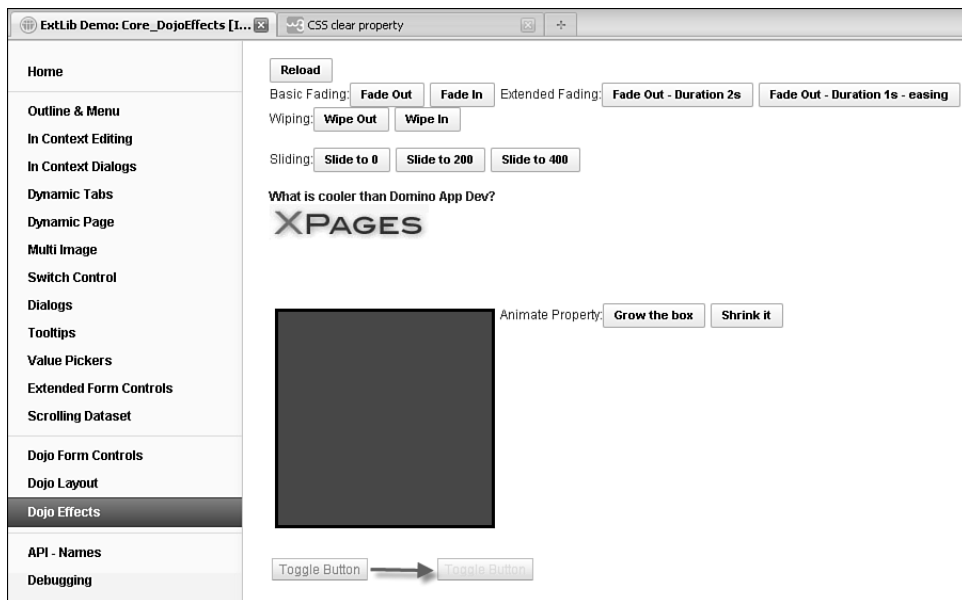 ExtLib Demo: Core_DojoEffects [I...
CSS clear property
Home
Outline & Menu
In Context Editing
In Context Dialogs
Dynamic Tabs
Dynamic Page
Multi Image
Switch Control
Dialogs
Tooltips
Value Pickers
Extended Form Controls
Scrolling Dataset
Dojo Form Controls
Dojo Layout
Dojo Effects
API - Names
Debugging
Reload
Basic Fading: Fade Out Fade In Extended Fading: Fade Out - Duration 2s Fade Out - Duration 1s - easing
Wiping: Wipe Out Wipe In
Sliding: Slide to 0 Slide to 200 Slide to 400
What is cooler than Domino App Dev?
XPAGES
Animate Property: Grow the box Shrink it
Toggle Button Toggle Button